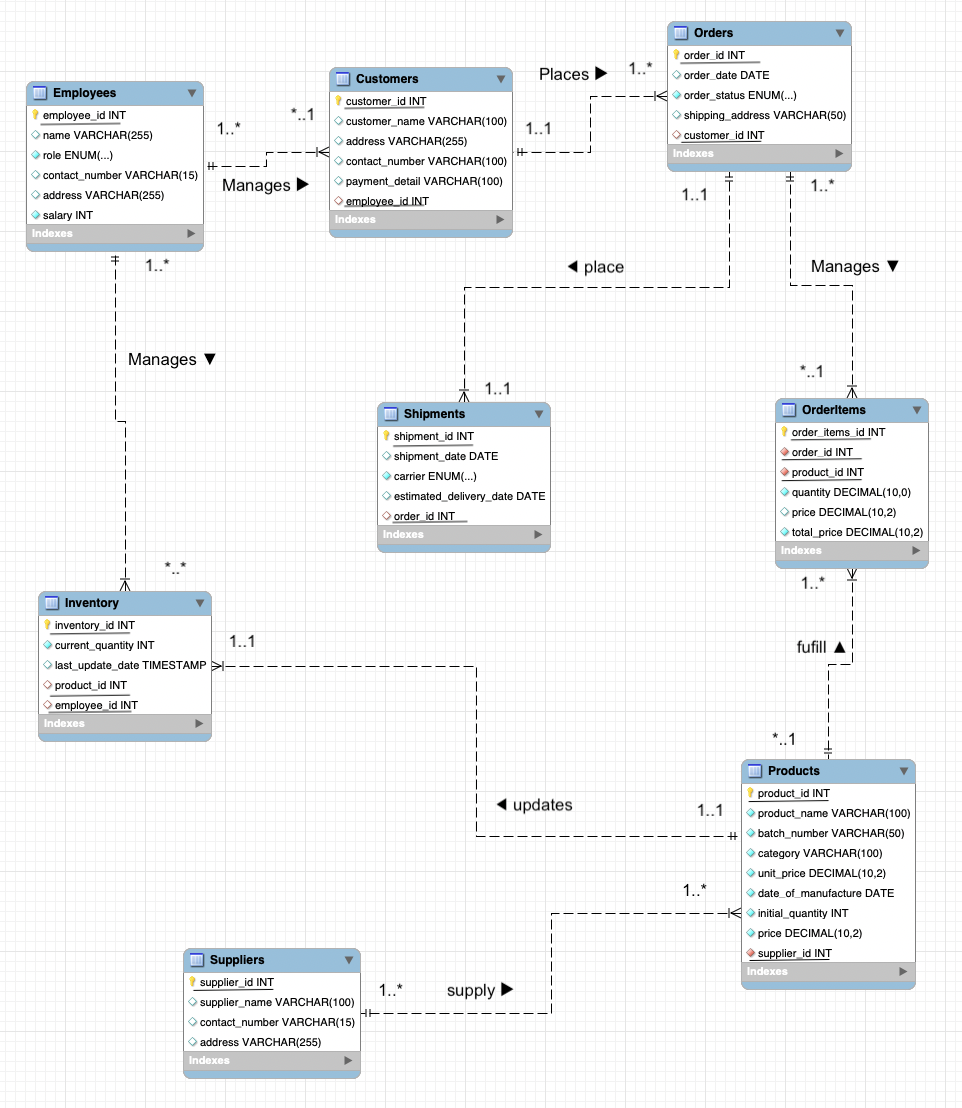 Orders
order_id INT
order_date DATE
order_status ENUM(...)
shipping_address VARCHAR(50)
customer_id INT
Indexes
Places ►
1..*
Customers
customer_id INT
customer_name VARCHAR(100)
address VARCHAR(255)
contact_number VARCHAR(100)
payment_detail VARCHAR(100)
employee_id INT
Indexes
1..1
Employees
employee_id INT
name VARCHAR(255)
role ENUM(...)
contact_number VARCHAR(15)
address VARCHAR(255)
salary INT
Indexes
1..*
*..1
Manages ►
1..*
1..1
1..*
◄ place
Manages ▼
Manages ▼
*..1
1..1
Shipments
shipment_id INT
shipment_date DATE
carrier ENUM(...)
estimated_delivery_date DATE
order_id INT
Indexes
OrderItems
order_items_id INT
order_id INT
product_id INT
quantity DECIMAL(10,0)
price DECIMAL(10,2)
total_price DECIMAL(10,2)
Indexes
*..*
1..*
Inventory
inventory_id INT
current_quantity INT
last_update_date TIMESTAMP
product_id INT
employee_id INT
Indexes
1..1
fufill ▲
*..1
◄ updates
1..1
Products
product_id INT
product_name VARCHAR(100)
batch_number VARCHAR(50)
category VARCHAR(100)
unit_price DECIMAL(10,2)
date_of_manufacture DATE
initial_quantity INT
price DECIMAL(10,2)
supplier_id INT
Indexes
1..*
Suppliers
supplier_id INT
supplier_name VARCHAR(100)
contact_number VARCHAR(15)
address VARCHAR(255)
Indexes
1..*
supply ►